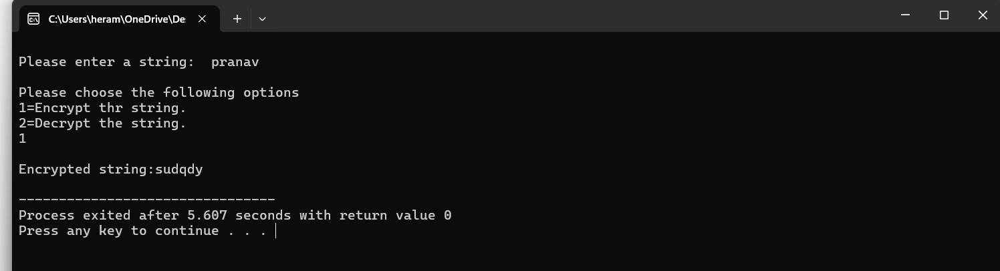 C:\Users\heram\OneDrive\De
Please enter a string:  pranav
Please choose the following options
1=Encrypt thr string.
2=Decrypt the string.
1
Encrypted string:sudqdy
--------------------------------
Process exited after 5.607 seconds with return value 0
Press any key to continue . . .